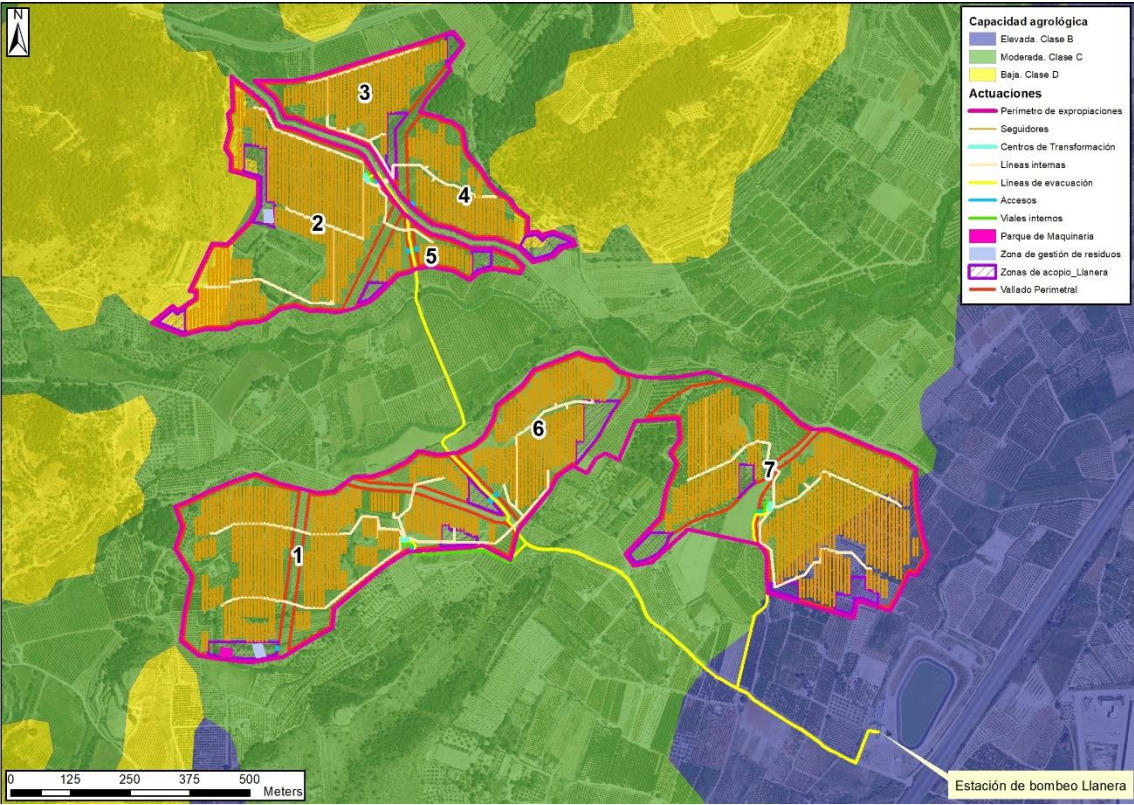 N
Capacidad agrológica
Elevada. Clase B
Moderada. Clase C
Baja. Clase D
Actuaciones
Perímetro de expropiaciones
Seguidores
Centros de Transformación
Líneas internas
Líneas de evacuación
Accesos
Viales internos
Parque de Maquinaria
Zona de gestión de residuos
Zonas de acopio_Llanera
Vallado Perimetral
3
4
2
5
6
7
1
0 125 250 375 500
Meters
Estación de bombeo Llanera